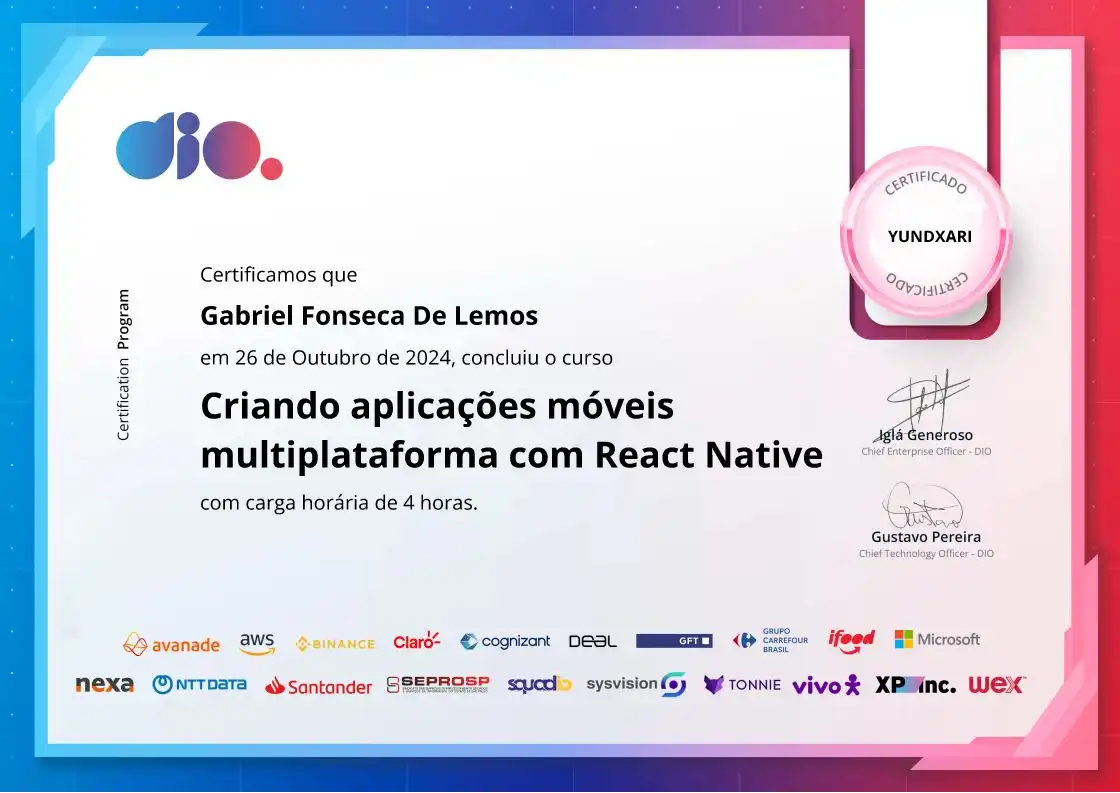 dio.
CERTIFICADO
YUNDXARI
CERTIFICADO
Certification Program
Certificamos que
Gabriel Fonseca De Lemos
em 26 de Outubro de 2024, concluiu o curso
Criando aplicações móveis
multiplataforma com React Native
com carga horária de 4 horas.
Iglá Generoso
Chief Enterprise Officer - DIO
Gustavo Pereira
Chief Technology Officer - DIO
avanade aws BINANCE Claro cognizant DEAL GFT GRUPO CARREFOUR BRASIL ifood Microsoft
nexa NTT DATA Santander SEPROSP squadio sysvision TONNIE vivo XP inc. wex